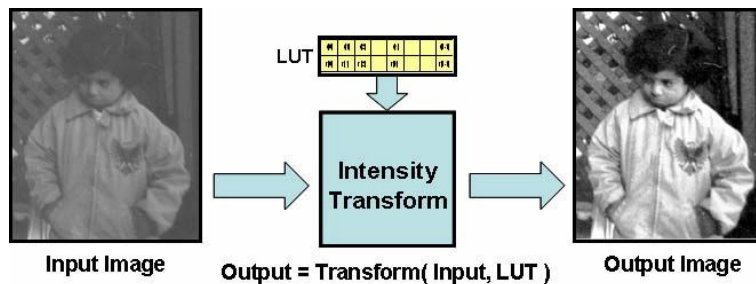 LUT
Intensity
Transform
Input Image
Output = Transform( Input, LUT )
Output Image